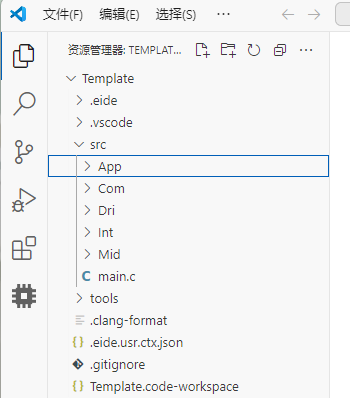 文件(F) 编辑(E) 选择(S) ···
资源管理器: TEMPLAT...
Template
.eide
.vscode
src
App
Com
Dri
Int
Mid
C main.c
tools
.clang-format
{} .eide.usr.ctx.json
.gitignore
{} Template.code-workspace